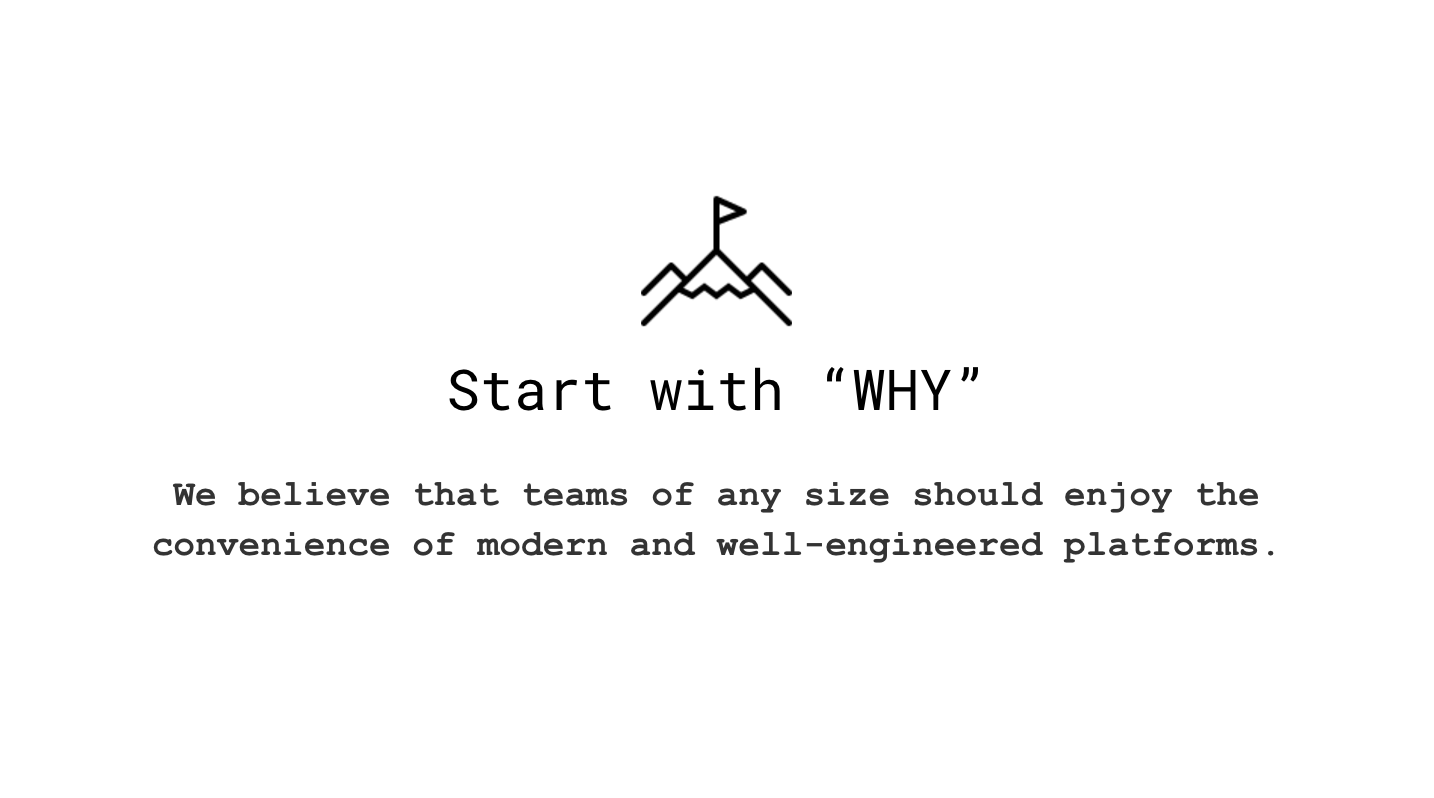 Start with “WHY”
We believe that teams of any size should enjoy the
convenience of modern and well-engineered platforms.